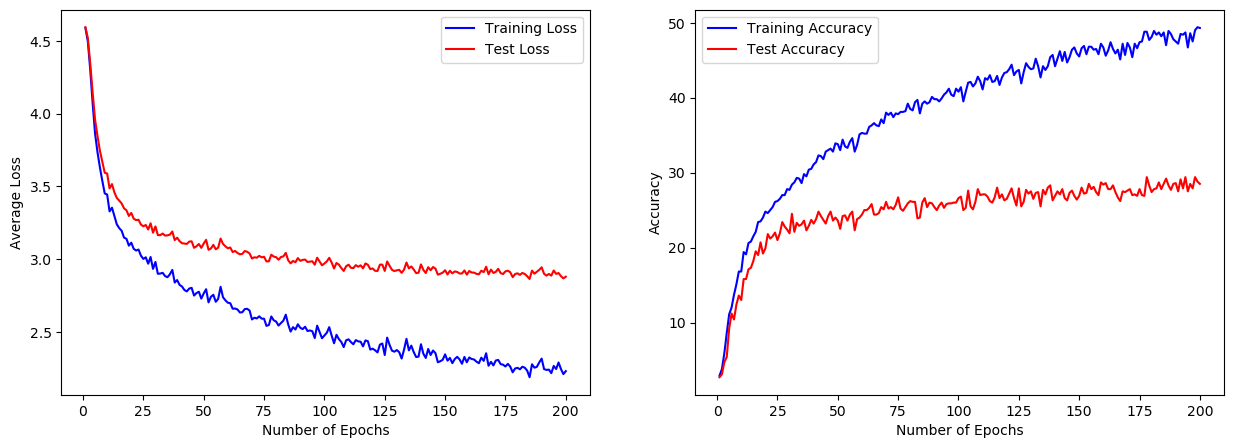 4.5
4.0
3.5
3.0
2.5
Average Loss
0 25 50 75 100 125 150 175 200
Number of Epochs
Training Loss
Test Loss
50
40
30
20
10
Accuracy
0 25 50 75 100 125 150 175 200
Number of Epochs
Training Accuracy
Test Accuracy